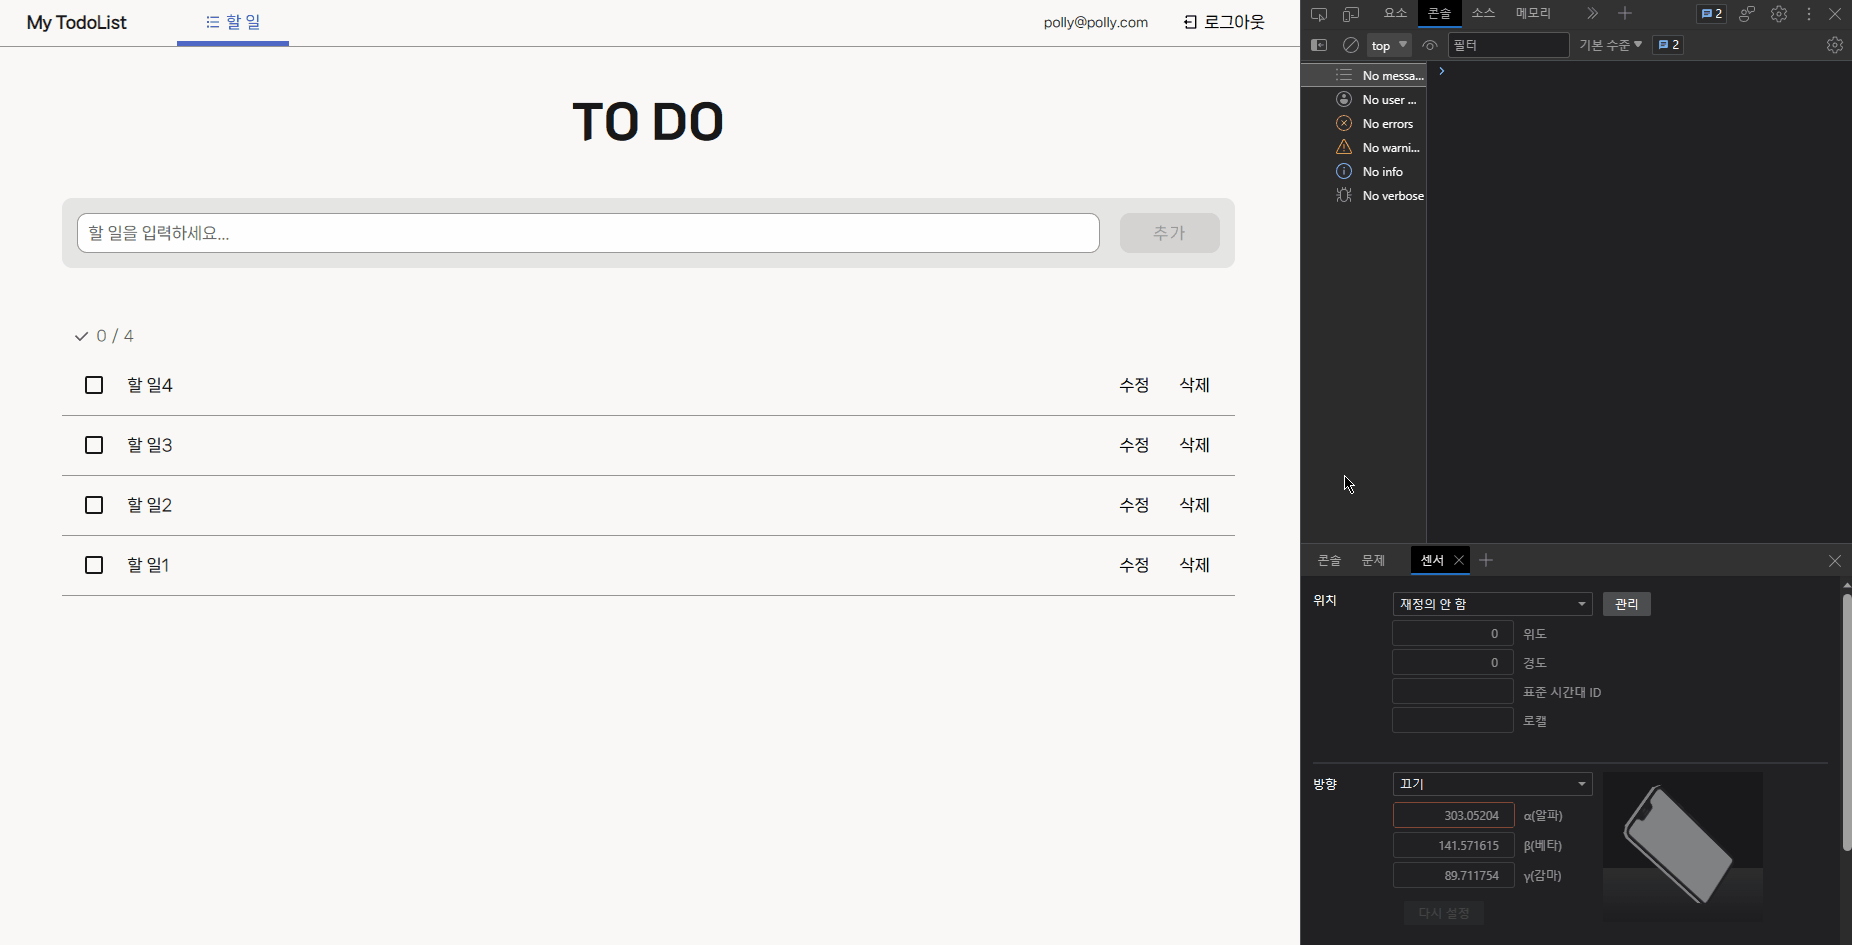 My TodoList
할 일
polly@polly.com
로그아웃
TO DO
할 일을 입력하세요...
추가
0 / 4
할 일4
수정
삭제
할 일3
수정
삭제
할 일2
수정
삭제
할 일1
수정
삭제
요소
콘솔
소스
메모리
2
top
필터
기본 수준
2
No messa...
No user ...
No errors
No warni...
No info
No verbose
콘솔
문제
센서
위치
재정의 안 함
관리
0
위도
0
경도
표준 시간대 ID
로캘
방향
끄기
303.05204
α(알파)
141.571615
β(베타)
89.711754
γ(감마)
다시 설정